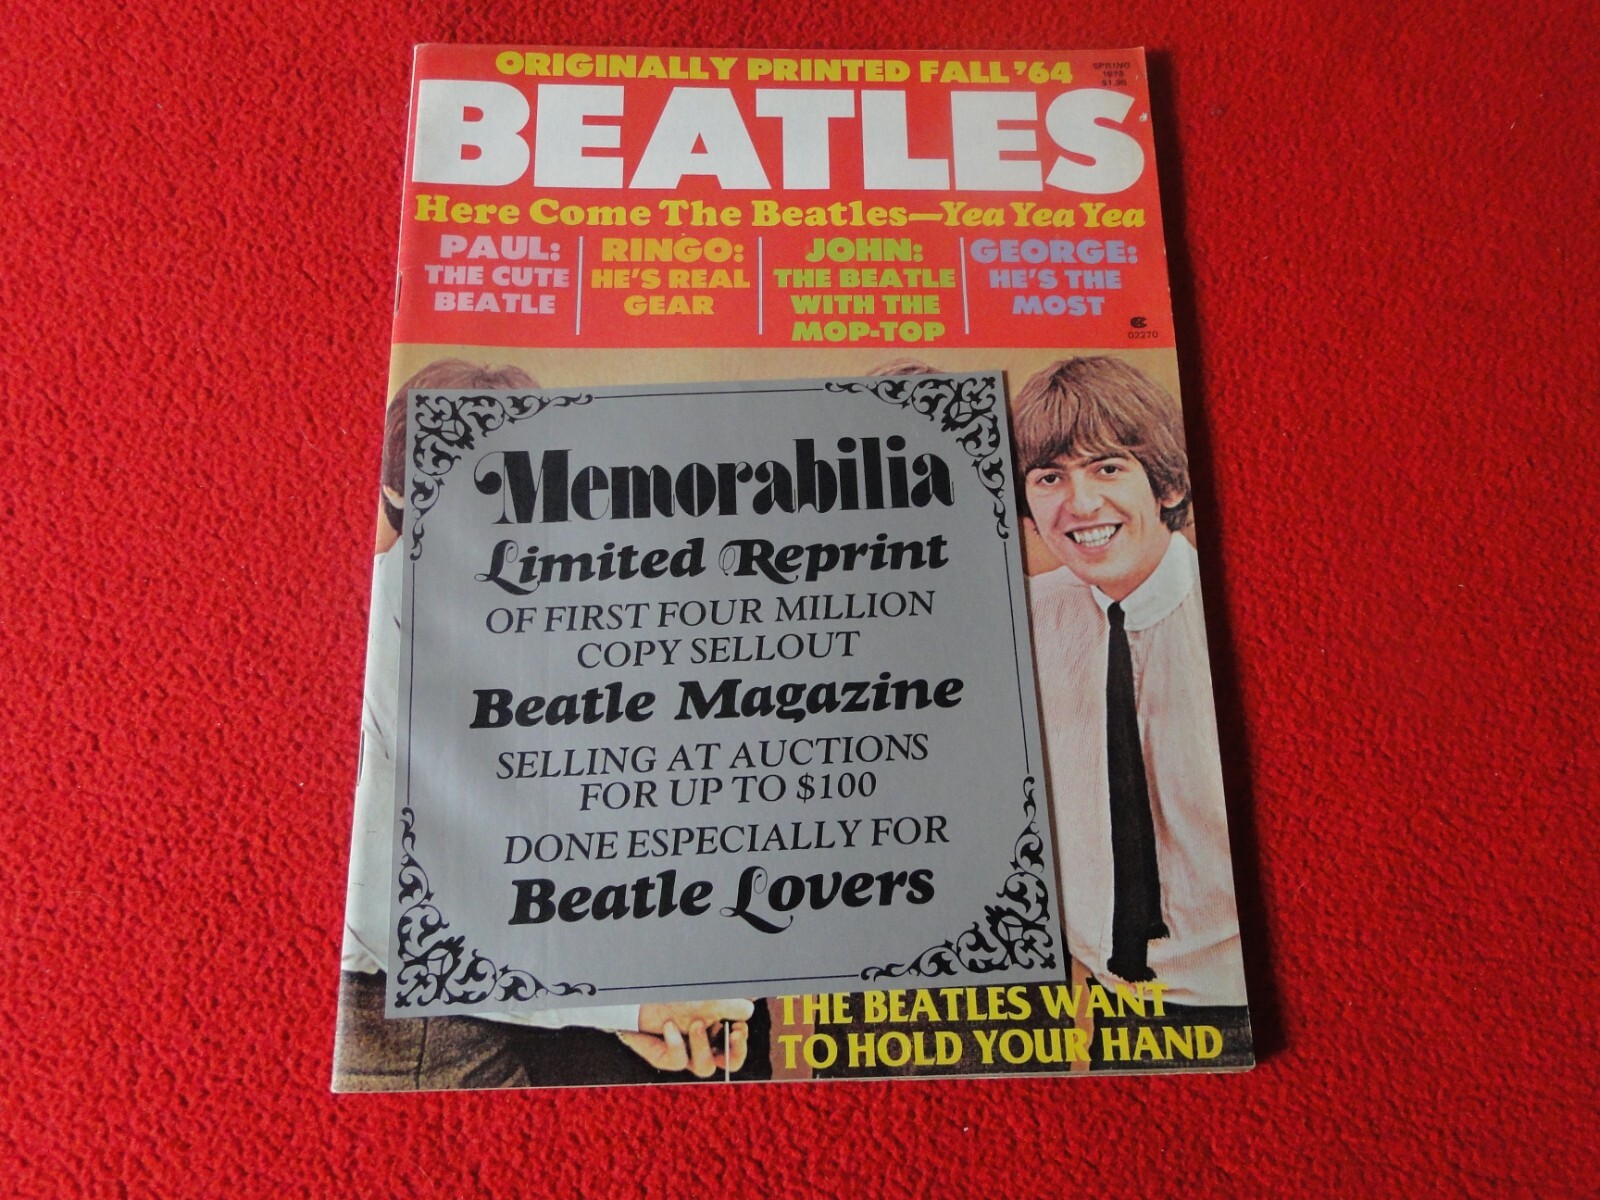 ORIGINALLY PRINTED FALL '64
SPRING
1978
$1.95
BEATLES
Here Come The Beatles—Yea Yea Yea
PAUL:
THE CUTE
BEATLE
RINGO:
HE'S REAL
GEAR
JOHN:
THE BEATLE
WITH THE
MOP-TOP
GEORGE:
HE'S THE
MOST
02270
Memorabilia
Limited Reprint
OF FIRST FOUR MILLION
COPY SELLOUT
Beatle Magazine
SELLING AT AUCTIONS
FOR UP TO $100
DONE ESPECIALLY FOR
Beatle Lovers
THE BEATLES WANT
TO HOLD YOUR HAND